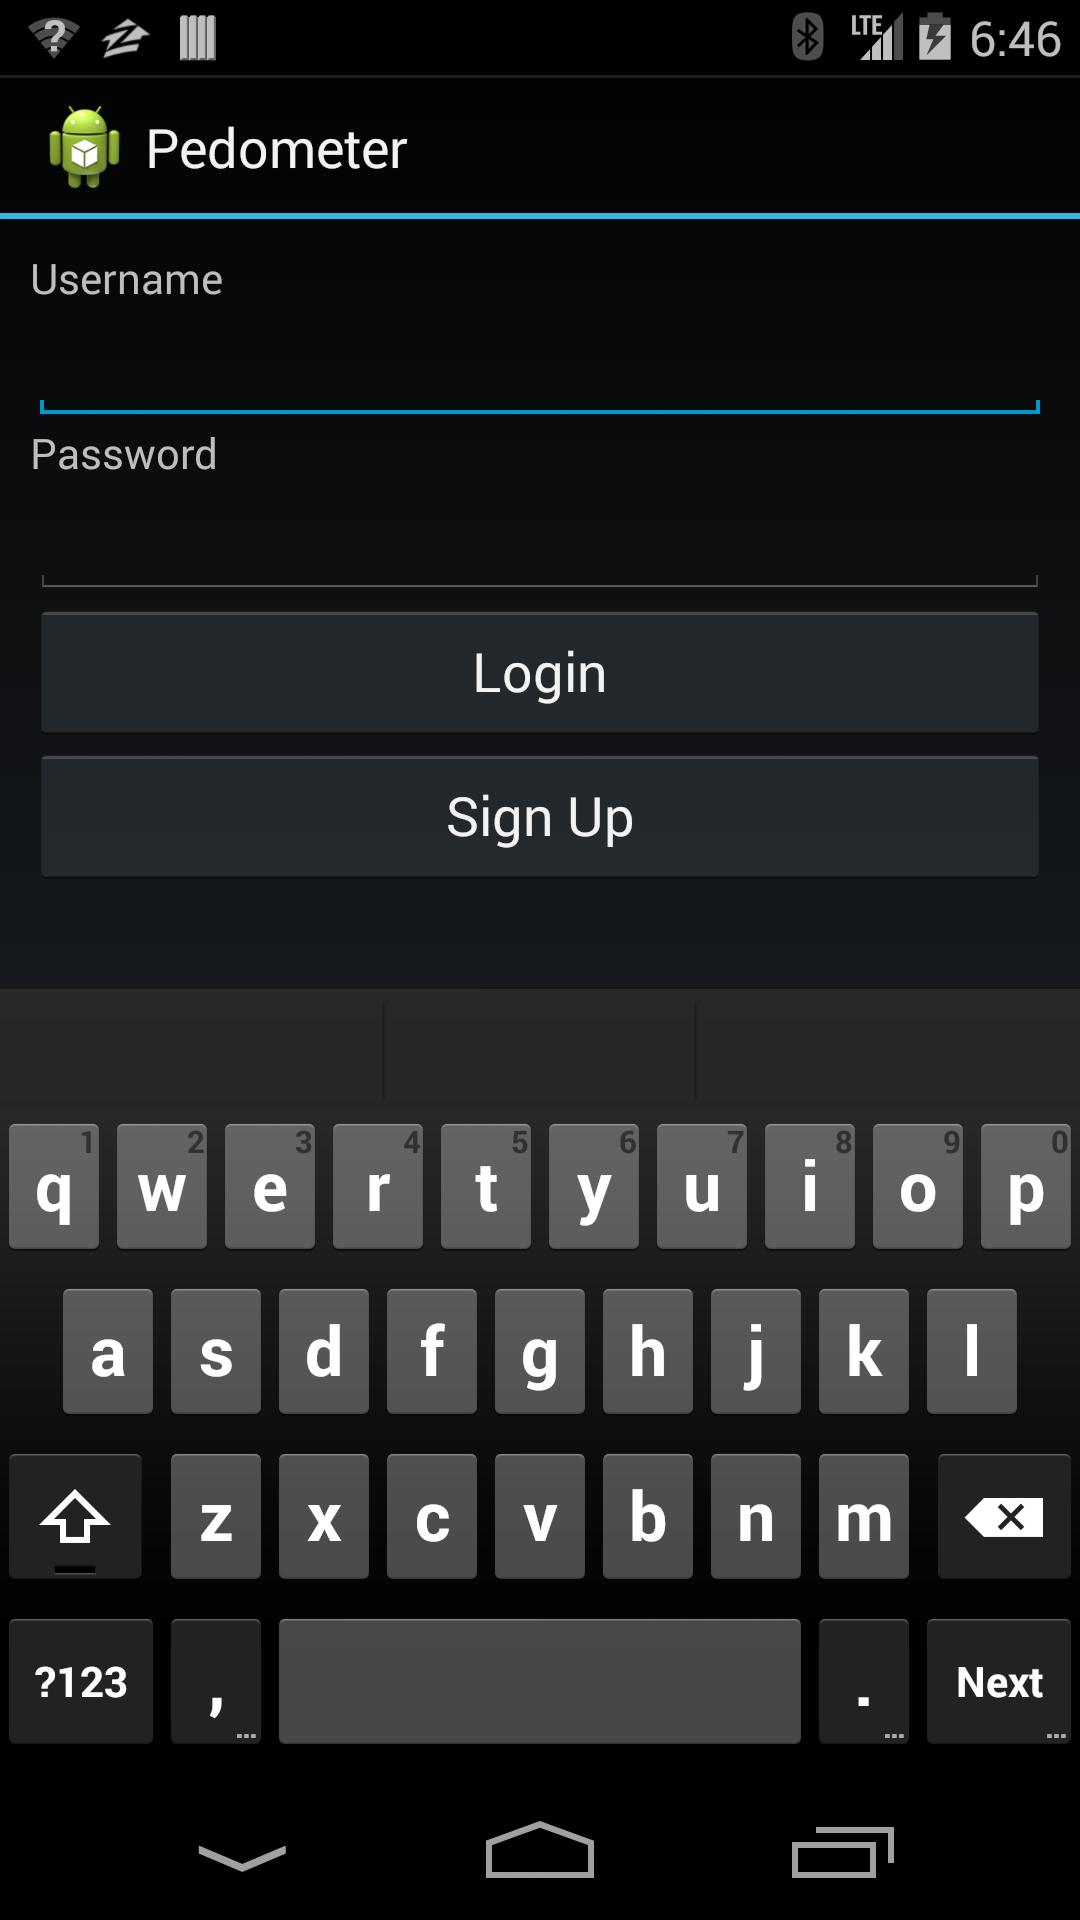 LTE 6:46
Pedometer
Username
Password
Login
Sign Up
1 2 3 4 5 6 7 8 9 0
q w e r t y u i o p
a s d f g h j k l
z x c v b n m
?123 , . Next